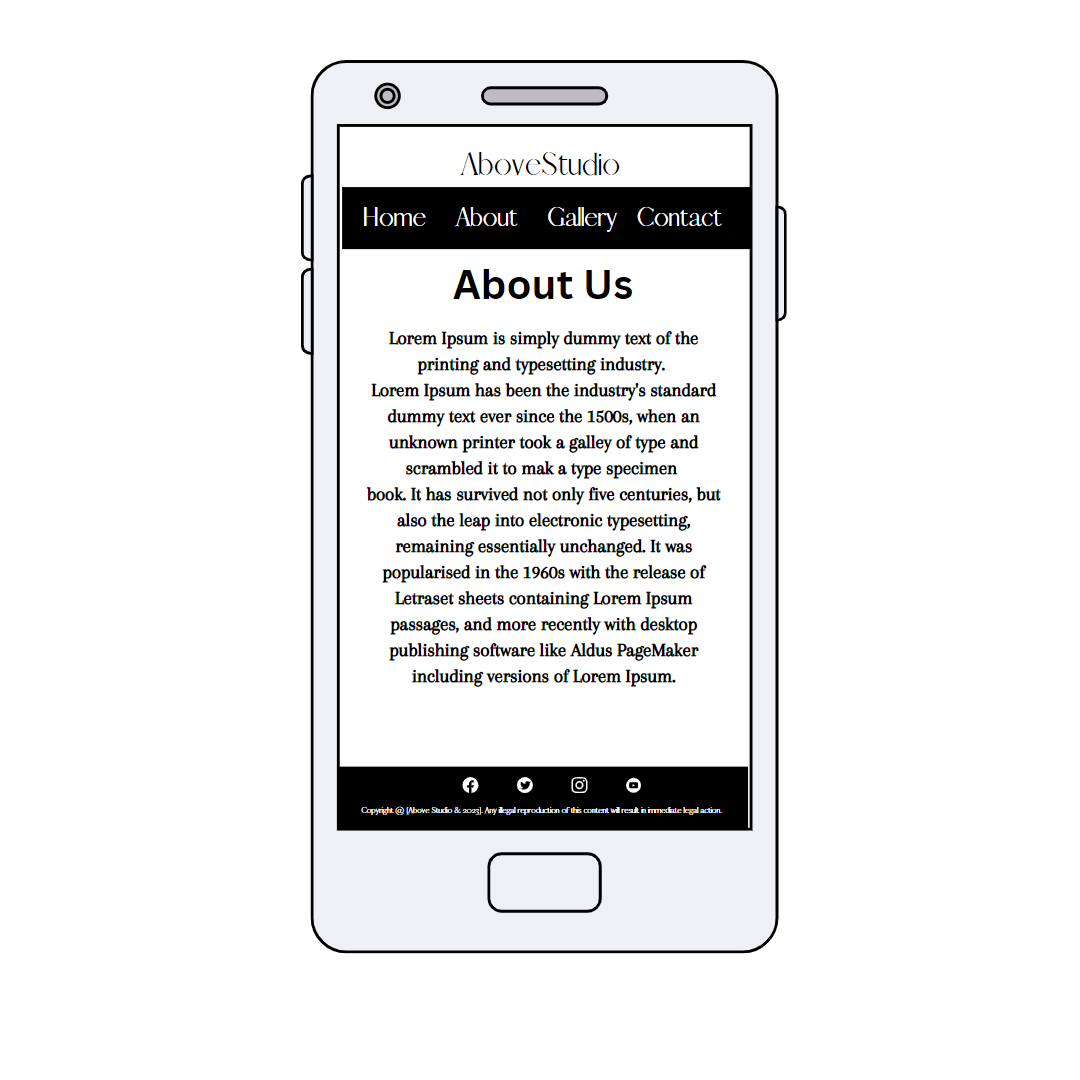 AboveStudio
Home About Gallery Contact
About Us
Lorem Ipsum is simply dummy text of the
printing and typesetting industry.
Lorem Ipsum has been the industry's standard
dummy text ever since the 1500s, when an
unknown printer took a galley of type and
scrambled it to mak a type specimen
book. It has survived not only five centuries, but
also the leap into electronic typesetting,
remaining essentially unchanged. It was
popularised in the 1960s with the release of
Letraset sheets containing Lorem Ipsum
passages, and more recently with desktop
publishing software like Aldus PageMaker
including versions of Lorem Ipsum.
Copyright @ [Above Studio & 2023]. Any illegal reproduction of this content will result in immediate legal action.